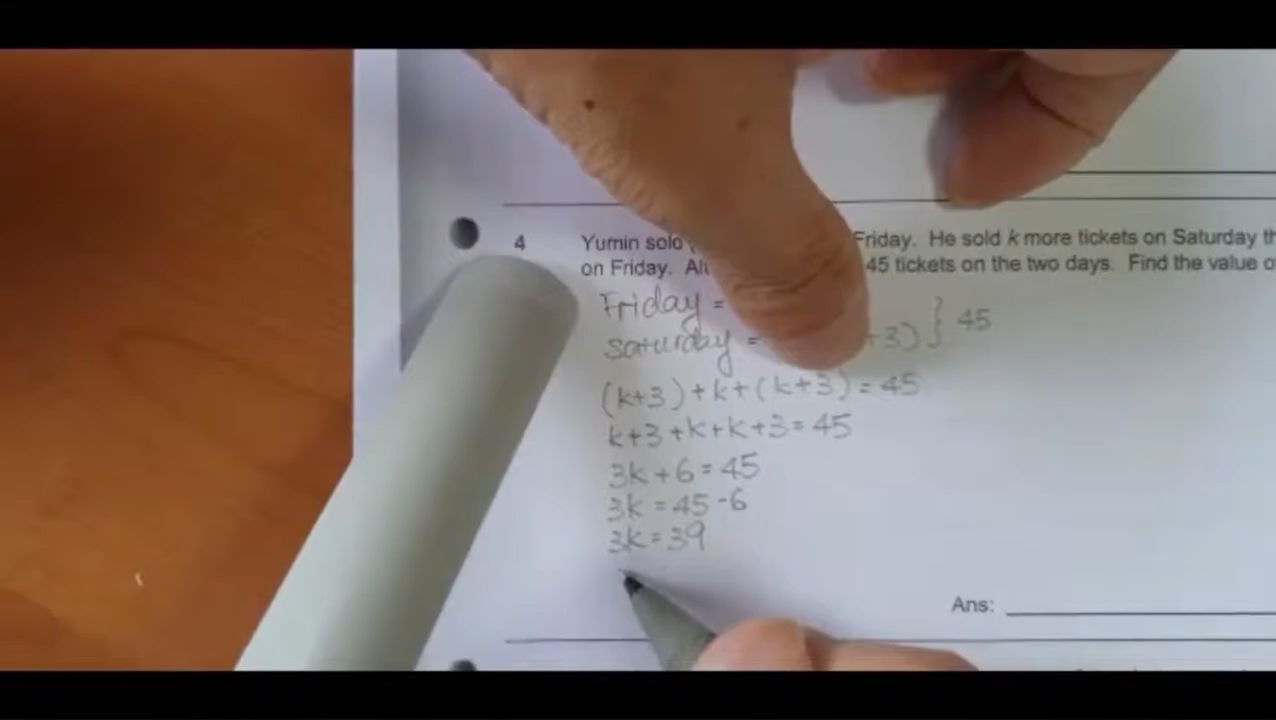 4 Yumin sold Friday. He sold k more tickets on Saturday
on Friday. 45 tickets on the two days. Find the value
Friday =
Saturday = +3) } 45
(k+3)+k+(k+3)=45
k+3+k+k+3=45
3k+6=45
3k=45-6
3k=39
Ans: